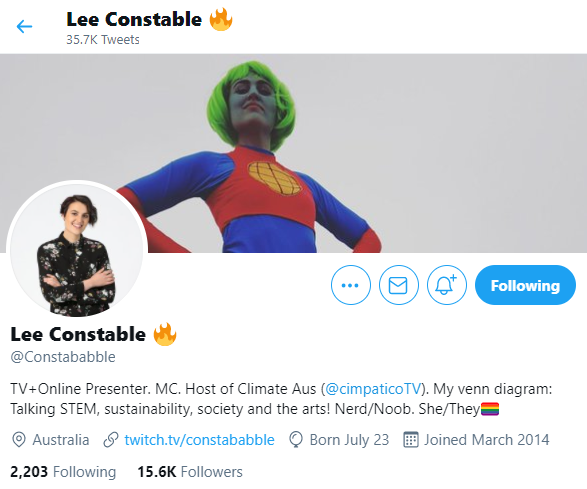 Lee Constable 🔥
35.7K Tweets
Following
Lee Constable 🔥
@Constababble
TV+Online Presenter. MC. Host of Climate Aus (@cimpaticoTV). My venn diagram:
Talking STEM, sustainability, society and the arts! Nerd/Noob. She/They🏳️‍🌈
Australia twitch.tv/constababble Born July 23 Joined March 2014
2,203 Following 15.6K Followers